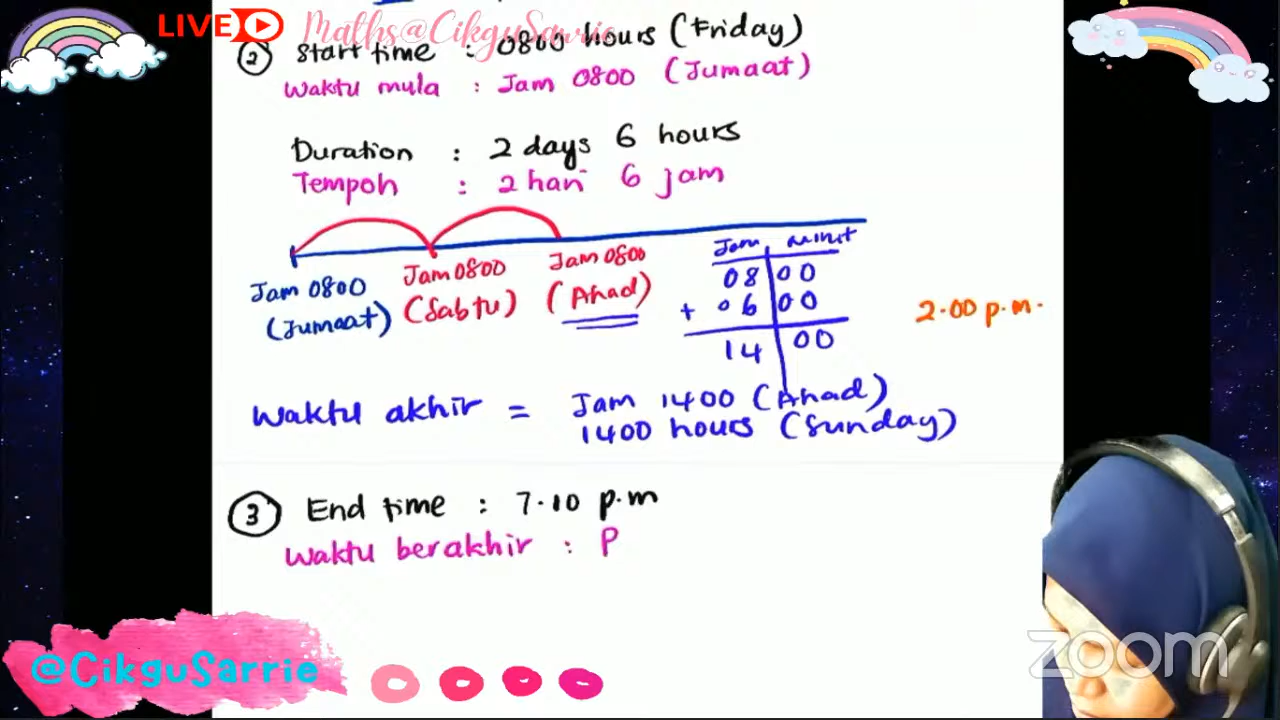 LIVE Maths@CikguSarrie
2 Start time : 0800 hours (Friday)
Waktu mula : Jam 0800 (Jumaat)
Duration : 2 days 6 hours
Tempoh : 2 hari 6 jam
Jam 0800 (Jumaat)
Jam 0800 (Sabtu)
Jam 0800 (Ahad)
Jam minit
08 00
+ 06 00
14 00
2.00 p.m.
Waktu akhir = Jam 1400 (Ahad)
1400 hours (Sunday)
3 End time : 7.10 p.m
Waktu berakhir : P
@CikguSarrie
zoom